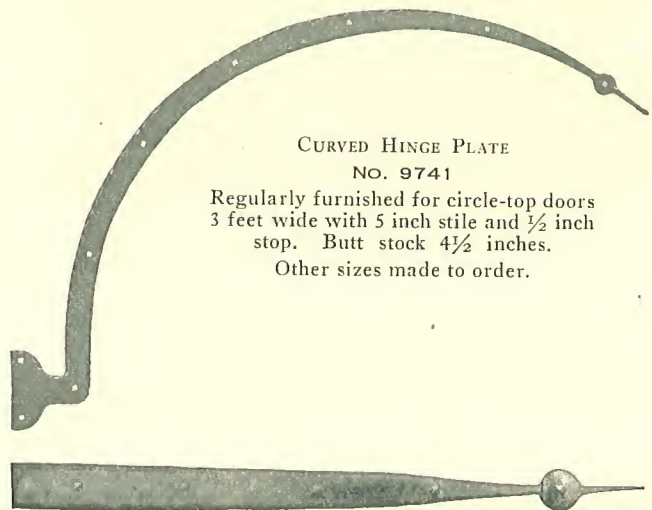 CURVED HINGE PLATE
No. 9741
Regularly furnished for circle-top doors
3 feet wide with 5 inch stile and ½ inch
stop. Butt stock 4½ inches.
Other sizes made to order.